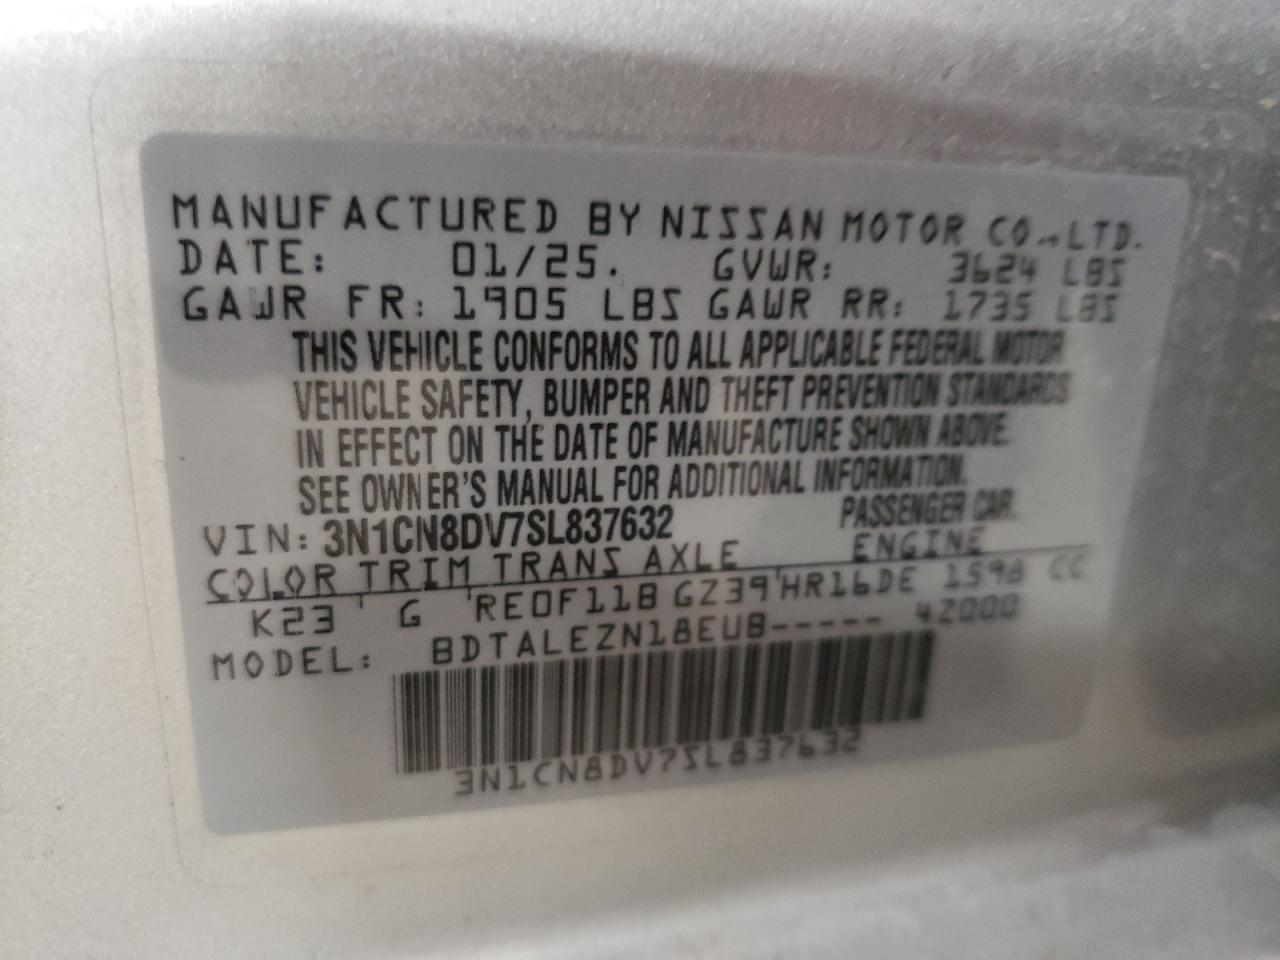 MANUFACTURED BY NISSAN MOTOR CO.,LTD.
DATE: 01/25. GVWR: 3624 LBS
GAWR FR: 1905 LBS GAWR RR: 1735 LBS
THIS VEHICLE CONFORMS TO ALL APPLICABLE FEDERAL MOTOR
VEHICLE SAFETY, BUMPER AND THEFT PREVENTION STANDARDS
IN EFFECT ON THE DATE OF MANUFACTURE SHOWN ABOVE.
SEE OWNER'S MANUAL FOR ADDITIONAL INFORMATION.
VIN: 3N1CN8DV7SL837632 PASSENGER CAR.
COLOR TRIM TRANS AXLE ENGINE
K23 G RE0F11B GZ39 HR16DE 1598 CC
MODEL: BDTALEZN18EUB----- 42000
3N1CN8DV7SL837632